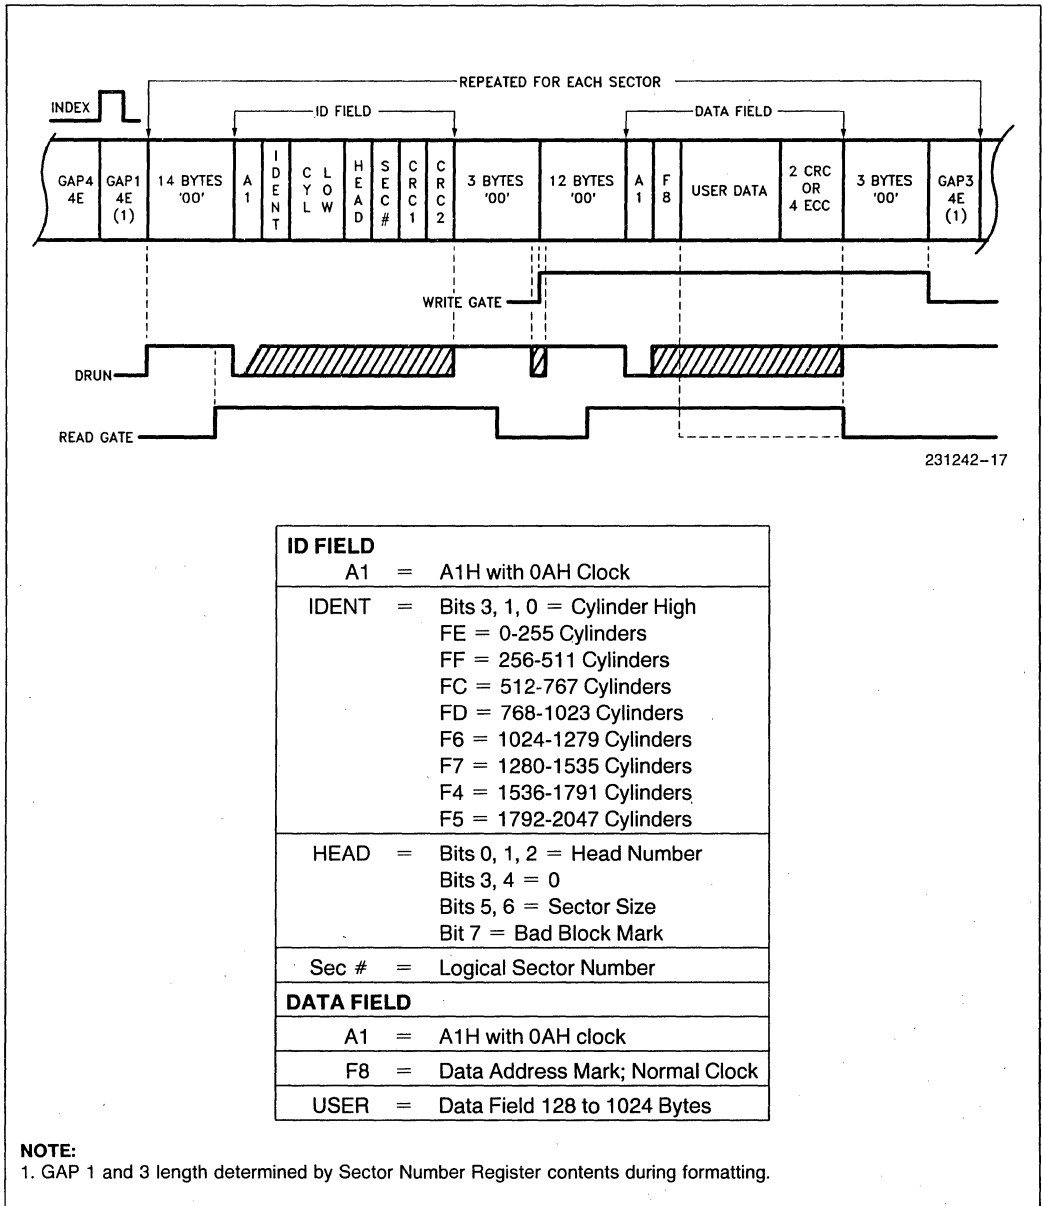 REPEATED FOR EACH SECTOR
INDEX
ID FIELD
DATA FIELD
GAP4 4E
GAP1 4E (1)
14 BYTES '00'
A1
IDENT
CYL LOW
HEAD
SEC#
CRC1
CRC2
3 BYTES '00'
12 BYTES '00'
A1
F8
USER DATA
2 CRC OR 4 ECC
3 BYTES '00'
GAP3 4E (1)
WRITE GATE
DRUN
READ GATE
231242-17
ID FIELD
A1 = A1H with 0AH Clock
IDENT = Bits 3, 1, 0 = Cylinder High
FE = 0-255 Cylinders
FF = 256-511 Cylinders
FC = 512-767 Cylinders
FD = 768-1023 Cylinders
F6 = 1024-1279 Cylinders
F7 = 1280-1535 Cylinders
F4 = 1536-1791 Cylinders
F5 = 1792-2047 Cylinders
HEAD = Bits 0, 1, 2 = Head Number
Bits 3, 4 = 0
Bits 5, 6 = Sector Size
Bit 7 = Bad Block Mark
Sec # = Logical Sector Number
DATA FIELD
A1 = A1H with 0AH clock
F8 = Data Address Mark; Normal Clock
USER = Data Field 128 to 1024 Bytes
NOTE:
1. GAP 1 and 3 length determined by Sector Number Register contents during formatting.